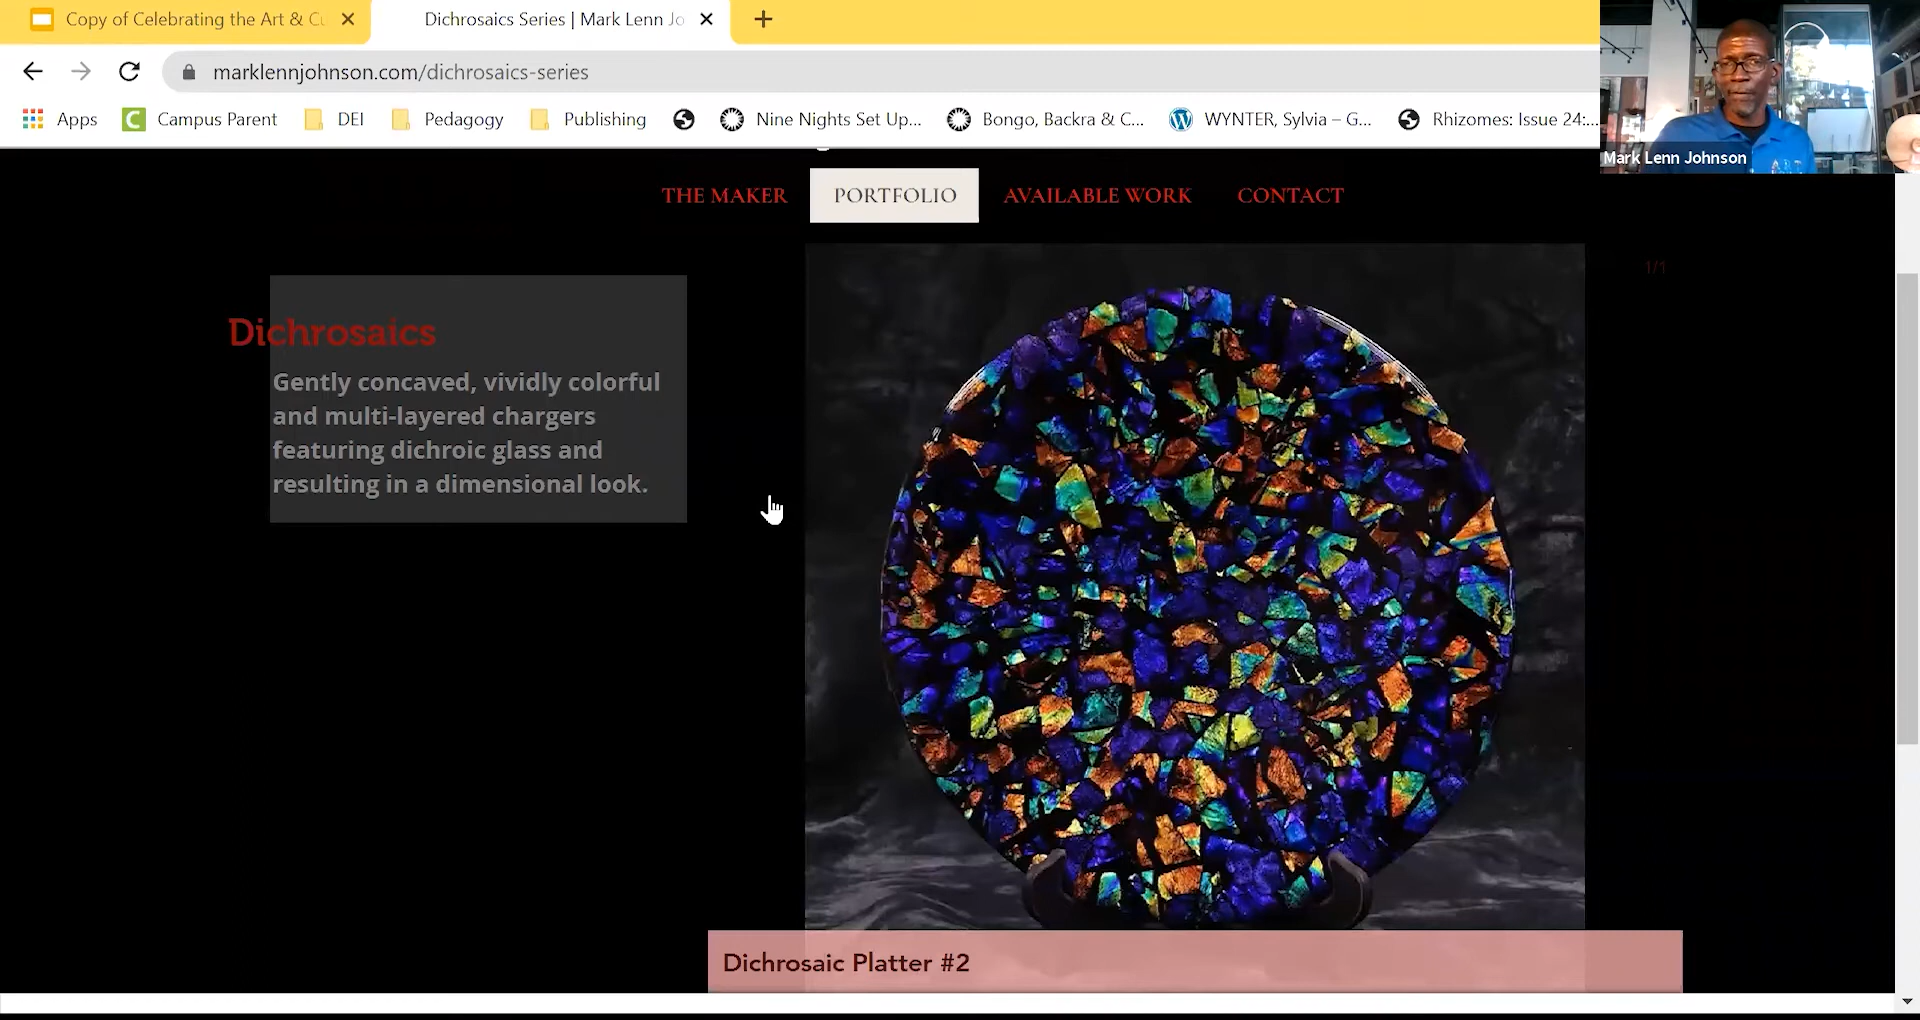 Copy of Celebrating the Art & Cu
Dichrosaics Series | Mark Lenn Jo
marklennjohnson.com/dichrosaics-series
Apps
Campus Parent
DEI
Pedagogy
Publishing
Nine Nights Set Up...
Bongo, Backra & C...
WYNTER, Sylvia – G...
Rhizomes: Issue 24:...
Mark Lenn Johnson
THE MAKER
PORTFOLIO
AVAILABLE WORK
CONTACT
1/1
Dichrosaics
Gently concaved, vividly colorful
and multi-layered chargers
featuring dichroic glass and
resulting in a dimensional look.
Dichrosaic Platter #2